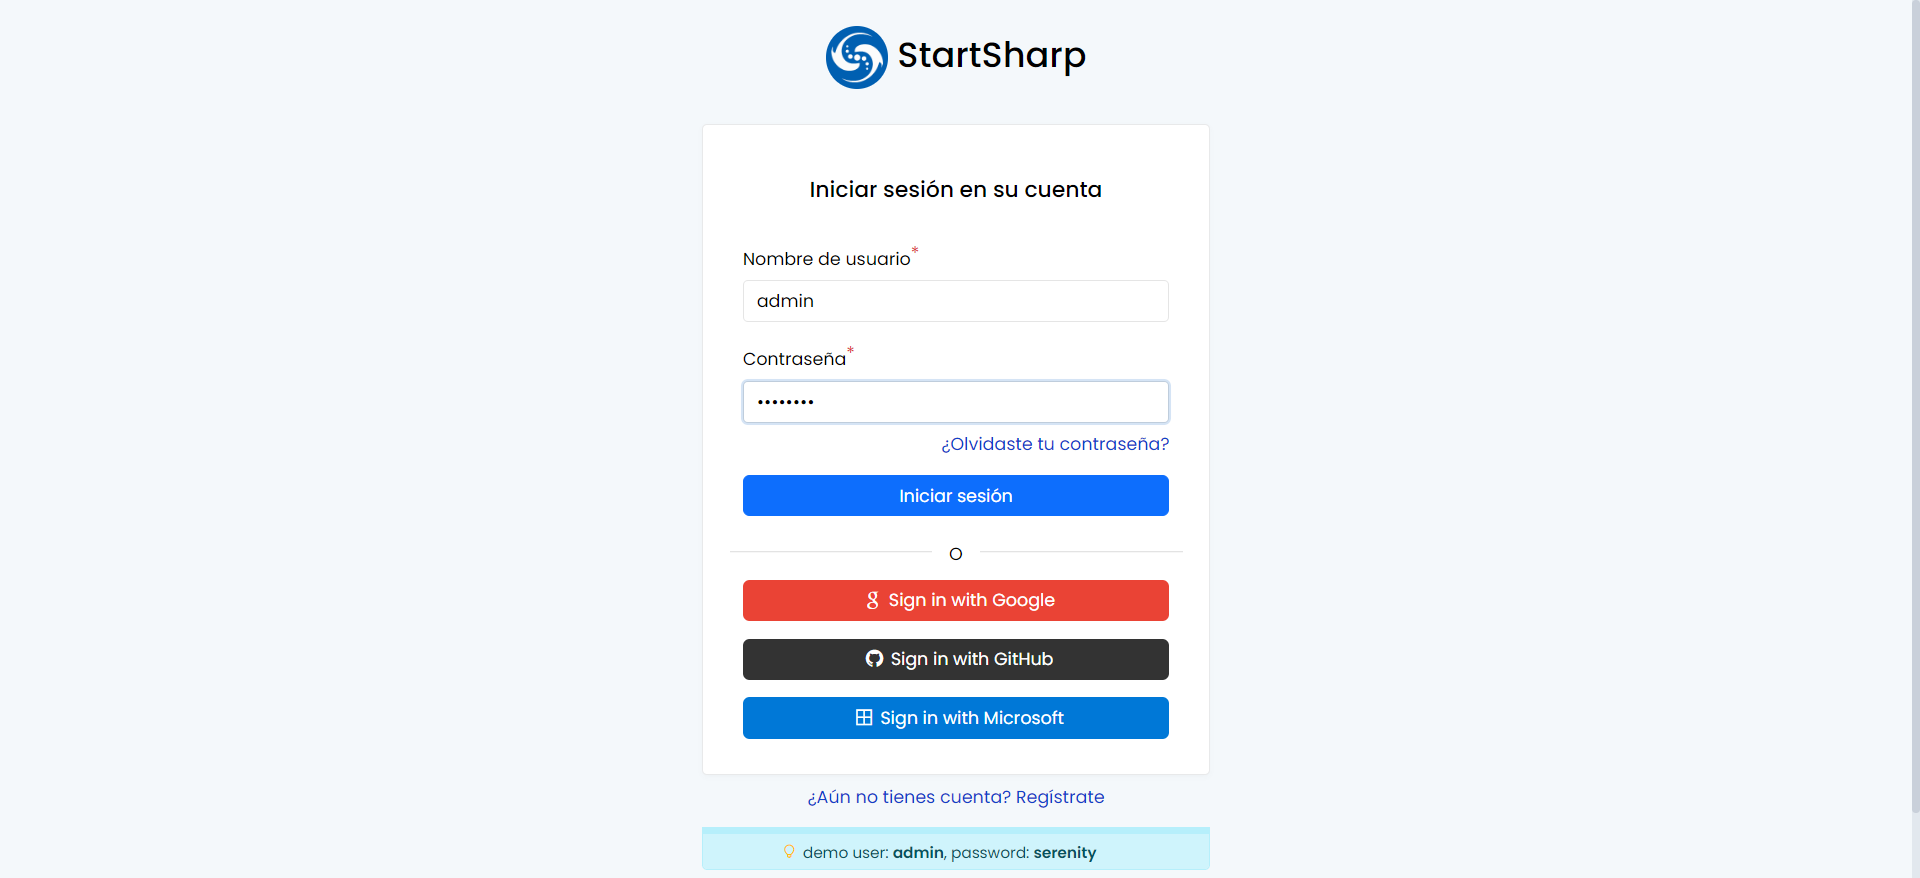 StartSharp
Iniciar sesión en su cuenta
Nombre de usuario*
admin
Contraseña*
••••••••
¿Olvidaste tu contraseña?
Iniciar sesión
O
Sign in with Google
Sign in with GitHub
Sign in with Microsoft
¿Aún no tienes cuenta? Regístrate
demo user: admin, password: serenity